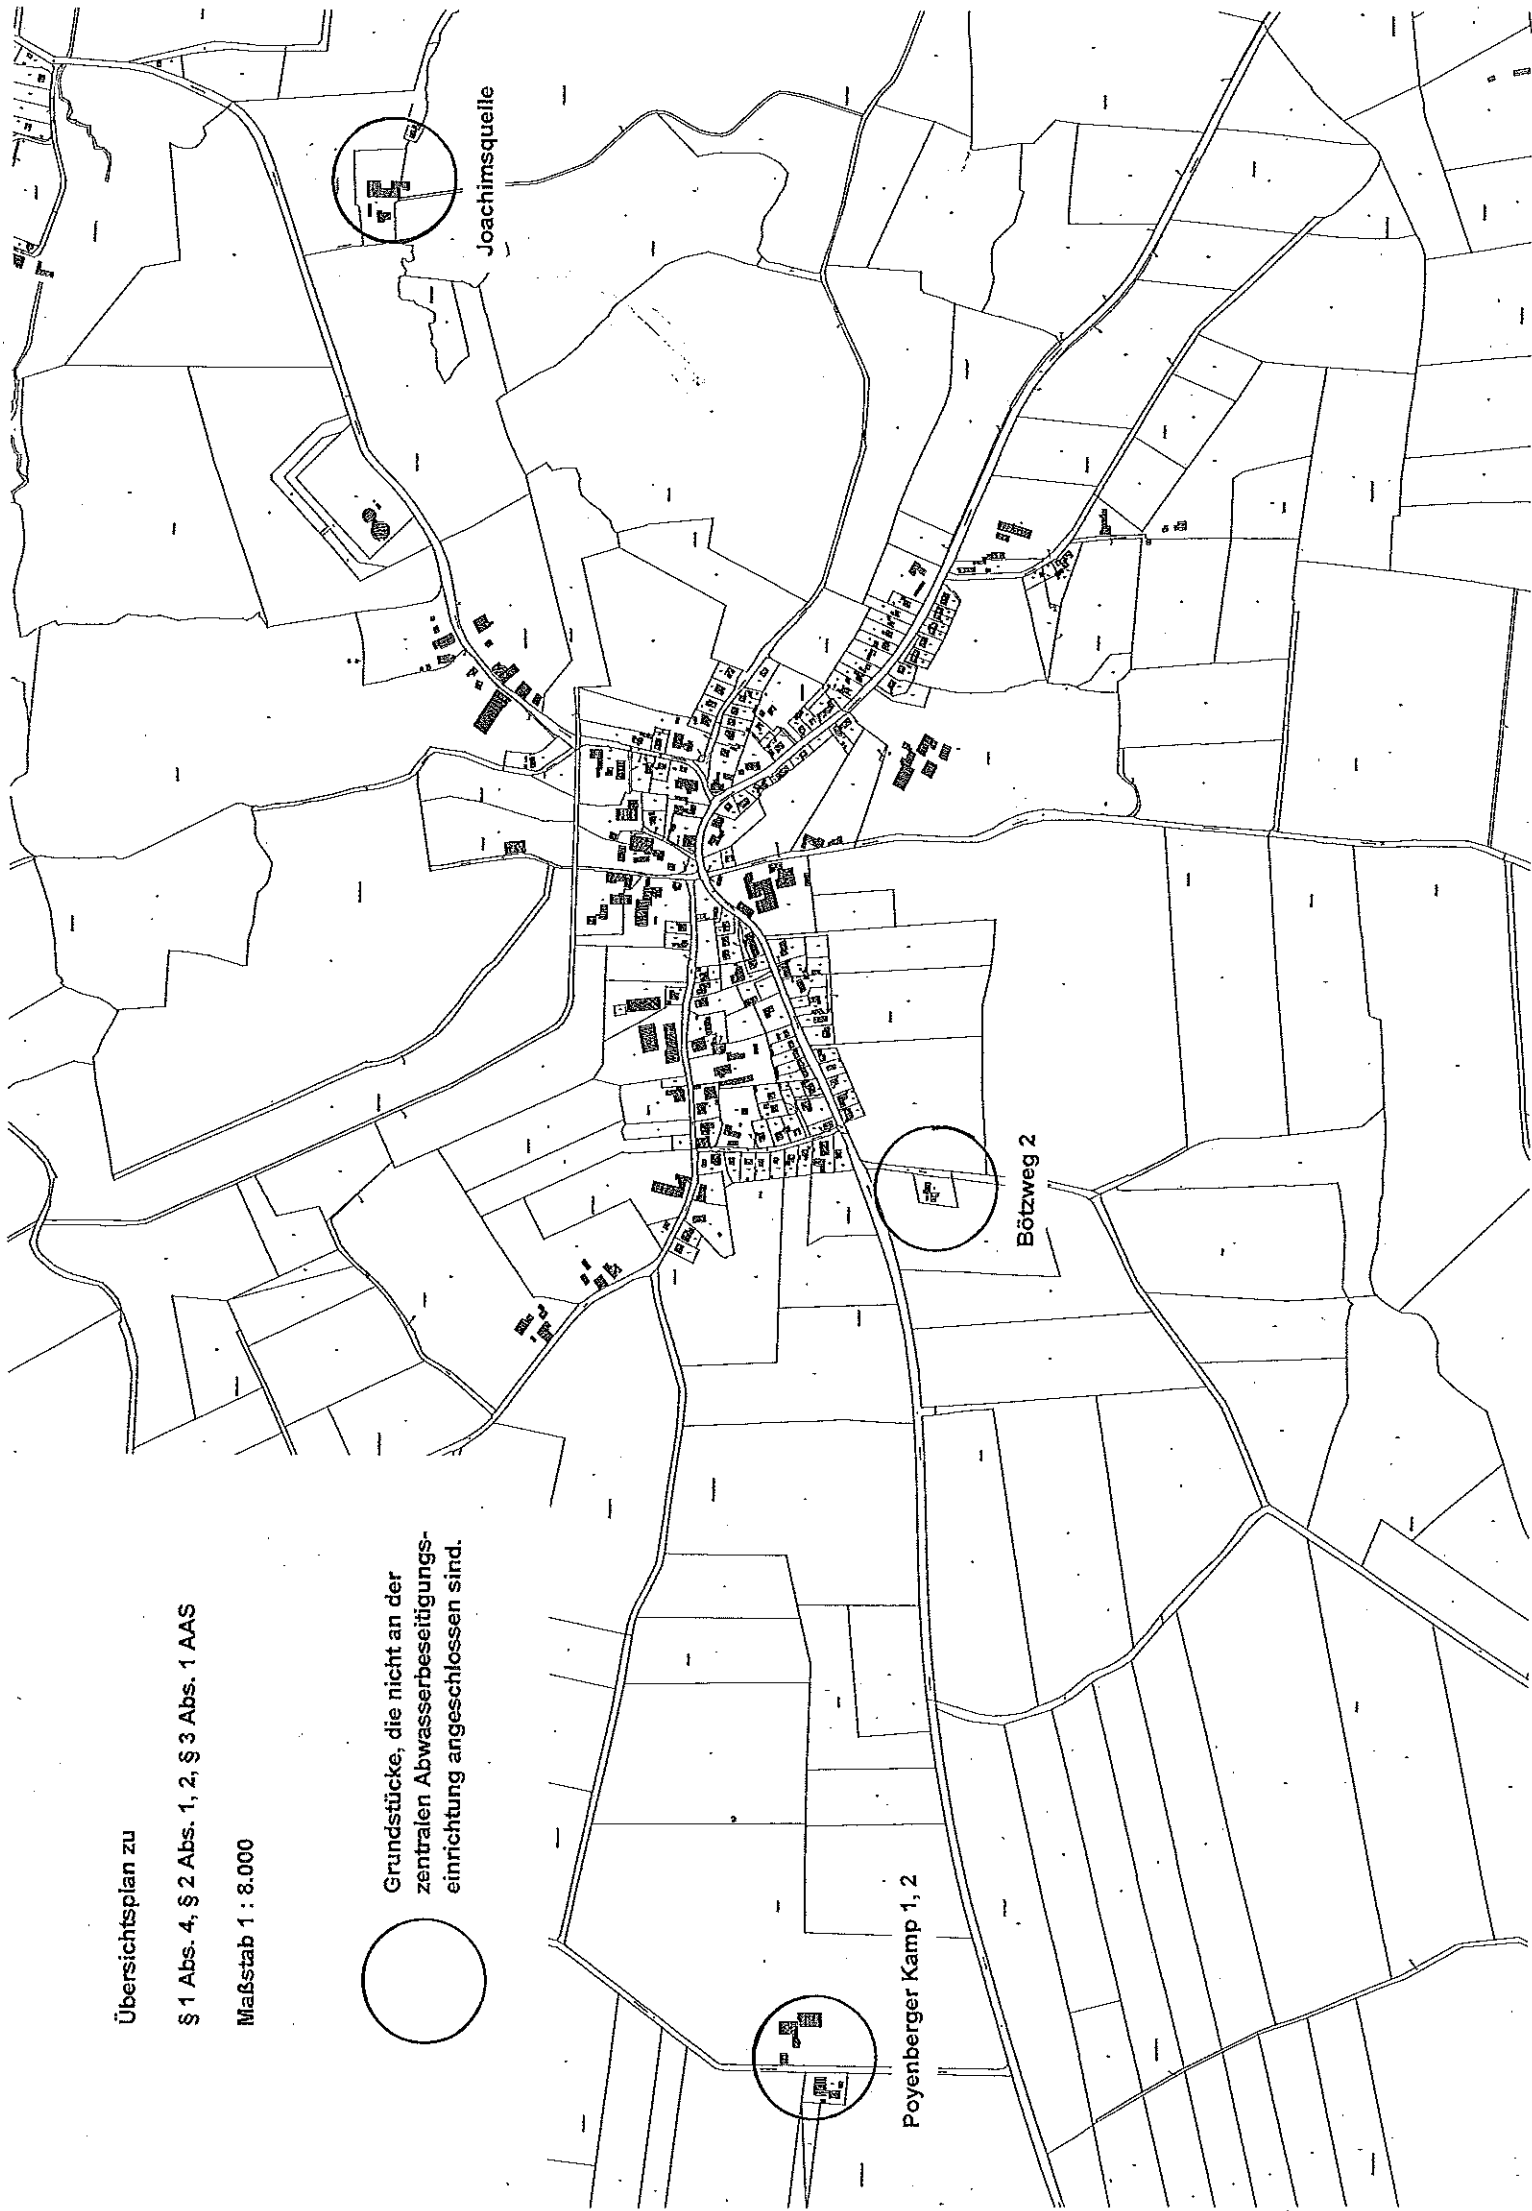 Übersichtsplan zu
§ 1 Abs. 4, § 2 Abs. 1, 2, § 3 Abs. 1 AAS
Maßstab 1 : 8.000
Grundstücke, die nicht an der
zentralen Abwasserbeseitigungs-
einrichtung angeschlossen sind.
Joachimsquelle
Bötzweg 2
Poyenberger Kamp 1, 2